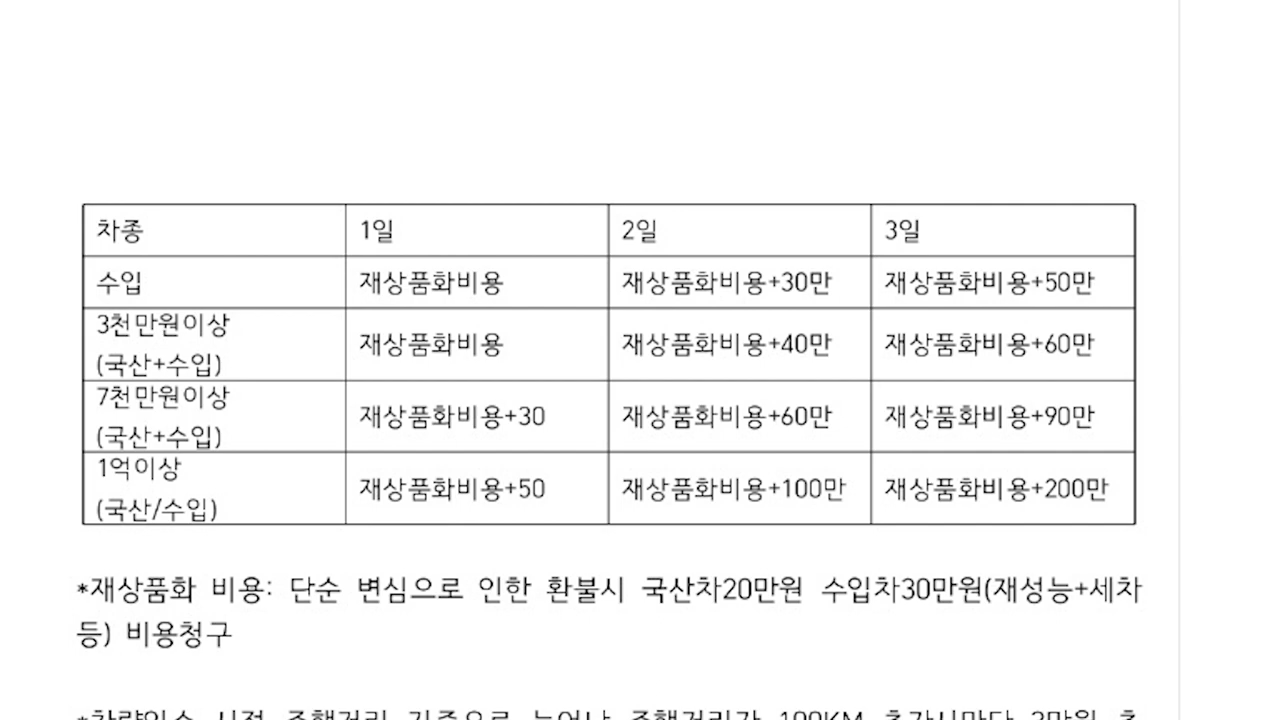 차종 1일 2일 3일
수입 재상품화비용 재상품화비용+30만 재상품화비용+50만
3천만원이상
(국산+수입) 재상품화비용 재상품화비용+40만 재상품화비용+60만
7천만원이상
(국산+수입) 재상품화비용+30 재상품화비용+60만 재상품화비용+90만
1억이상
(국산/수입) 재상품화비용+50 재상품화비용+100만 재상품화비용+200만
*재상품화 비용: 단순 변심으로 인한 환불시 국산차20만원 수입차30만원(재성능+세차
등) 비용청구